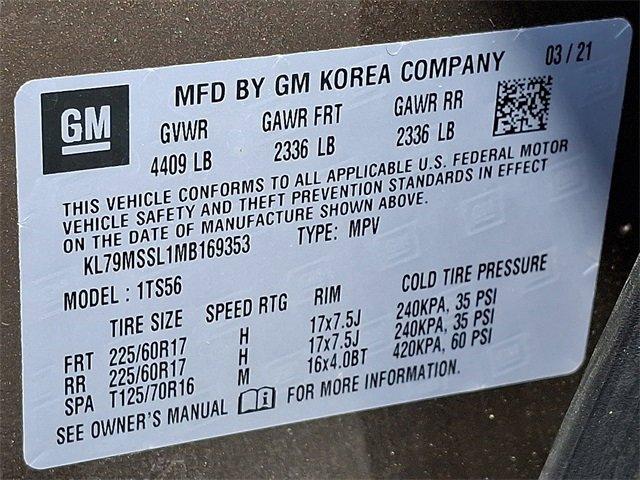 GM
MFD BY GM KOREA COMPANY 03 / 21
GVWR GAWR FRT GAWR RR
4409 LB 2336 LB 2336 LB
THIS VEHICLE CONFORMS TO ALL APPLICABLE U.S. FEDERAL MOTOR
VEHICLE SAFETY AND THEFT PREVENTION STANDARDS IN EFFECT
ON THE DATE OF MANUFACTURE SHOWN ABOVE.
KL79MSSL1MB169353 TYPE: MPV
MODEL : 1TS56
TIRE SIZE SPEED RTG RIM COLD TIRE PRESSURE
FRT 225/60R17 H 17x7.5J 240KPA, 35 PSI
RR 225/60R17 H 17x7.5J 240KPA, 35 PSI
SPA T125/70R16 M 16x4.0BT 420KPA, 60 PSI
SEE OWNER'S MANUAL i FOR MORE INFORMATION.